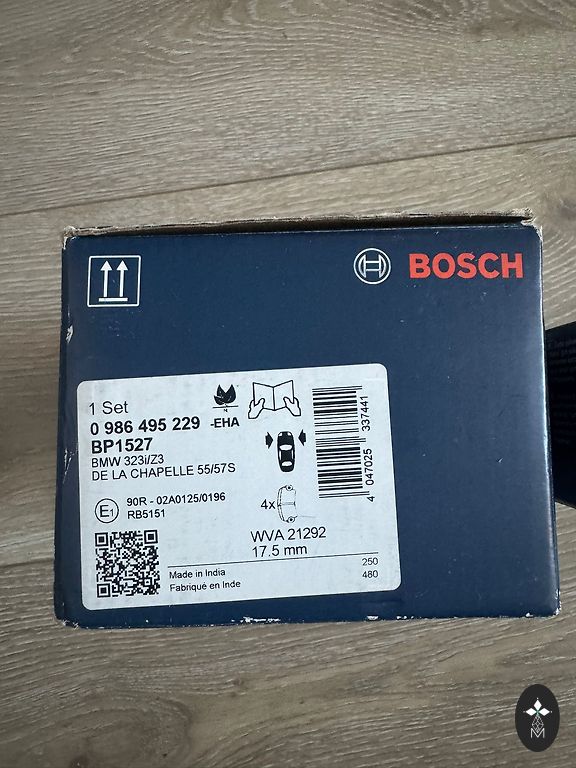 BOSCH
1 Set
0 986 495 229 -EHA
BP1527
BMW 323i/Z3
DE LA CHAPELLE 55/57S
N
E1
90R - 02A0125/0196
RB5151
4x
WVA 21292
17.5 mm
Made in India
Fabriqué en Inde
250
480
4 047025 337441
M